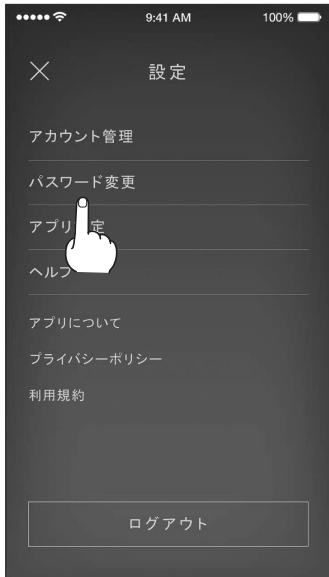 9:41 AM 100%
設定
アカウント管理
パスワード変更
アプリ 定
ヘルプ
アプリについて
プライバシーポリシー
利用規約
ログアウト